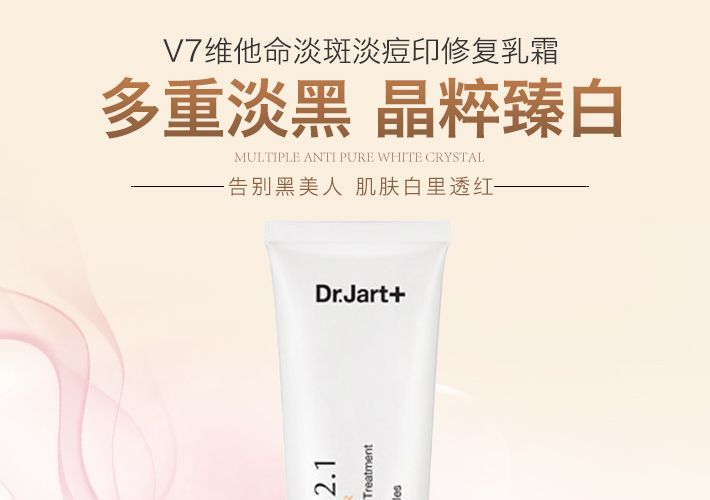 V7维他命淡斑淡痘印修复乳霜
多重淡黑 晶粹臻白
MULTIPLE ANTI PURE WHITE CRYSTAL
告别黑美人 肌肤白里透红
Dr.Jart+
2.1
Treatment